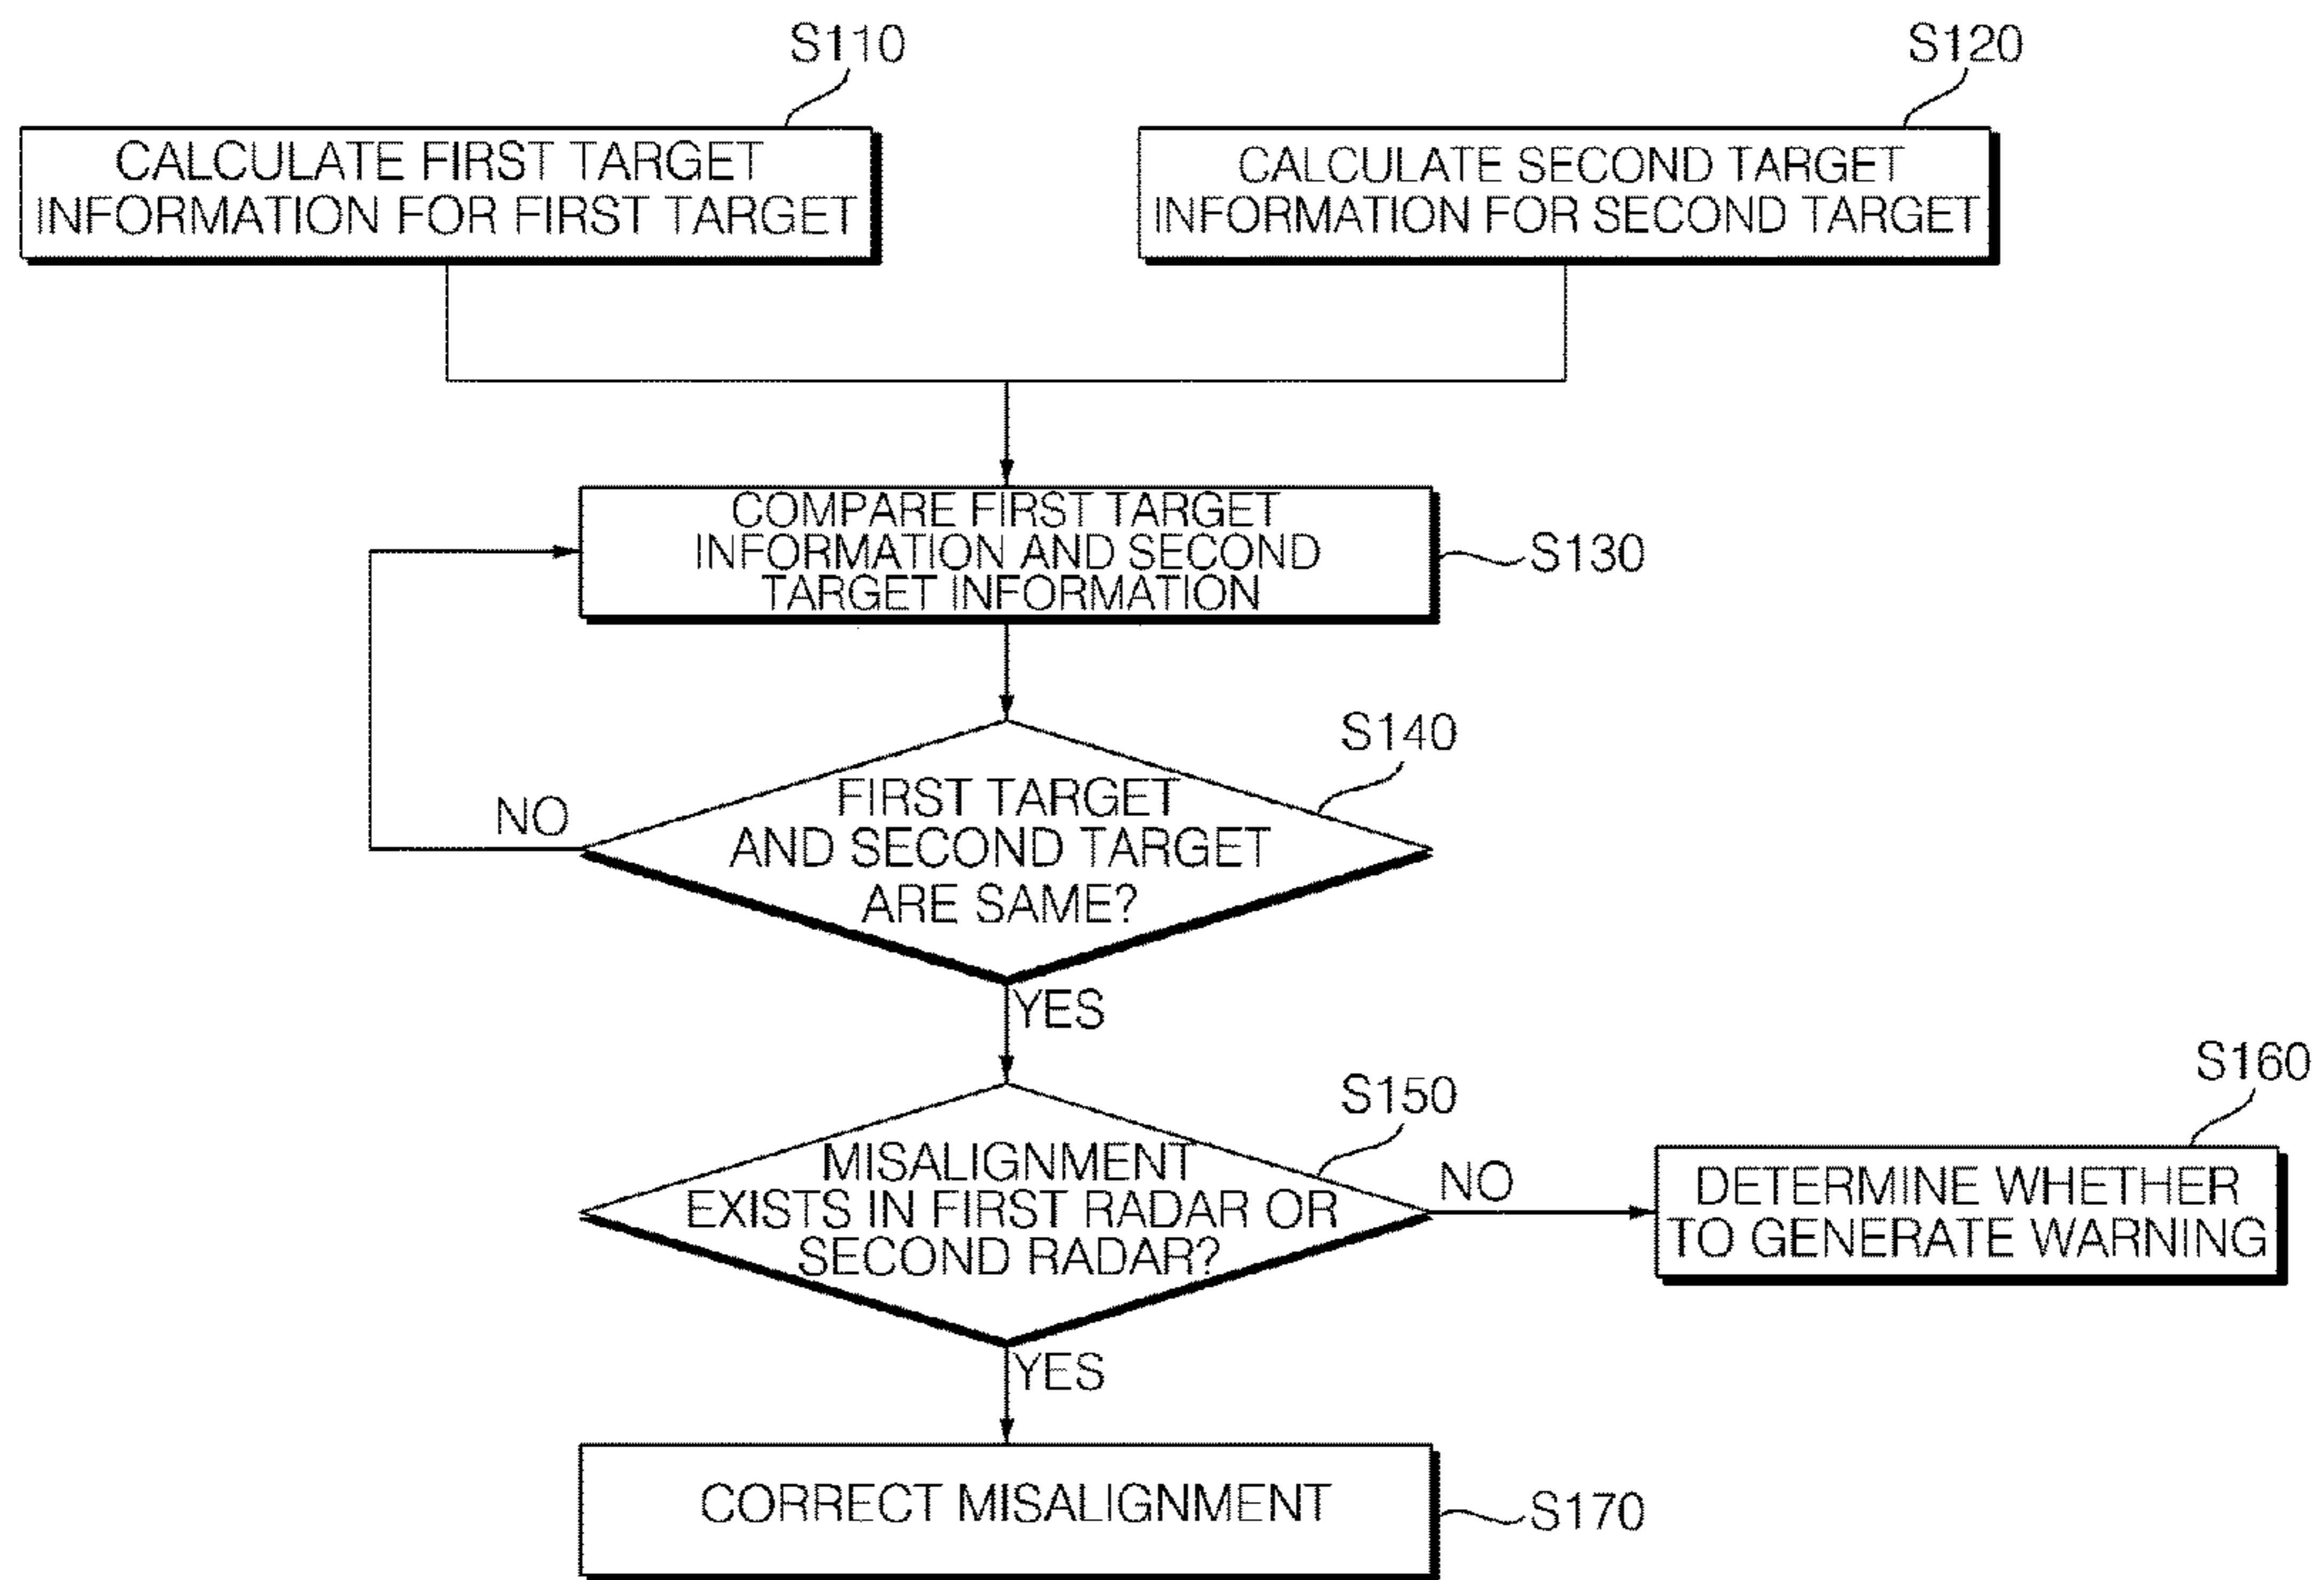 S110
S120
CALCULATE FIRST TARGET
INFORMATION FOR FIRST TARGET
CALCULATE SECOND TARGET
INFORMATION FOR SECOND TARGET
COMPARE FIRST TARGET
INFORMATION AND SECOND
TARGET INFORMATION
S130
S140
FIRST TARGET
AND SECOND TARGET
ARE SAME?
NO
YES
S150
MISALIGNMENT
EXISTS IN FIRST RADAR OR
SECOND RADAR?
NO
S160
DETERMINE WHETHER
TO GENERATE WARNING
YES
CORRECT MISALIGNMENT
S170